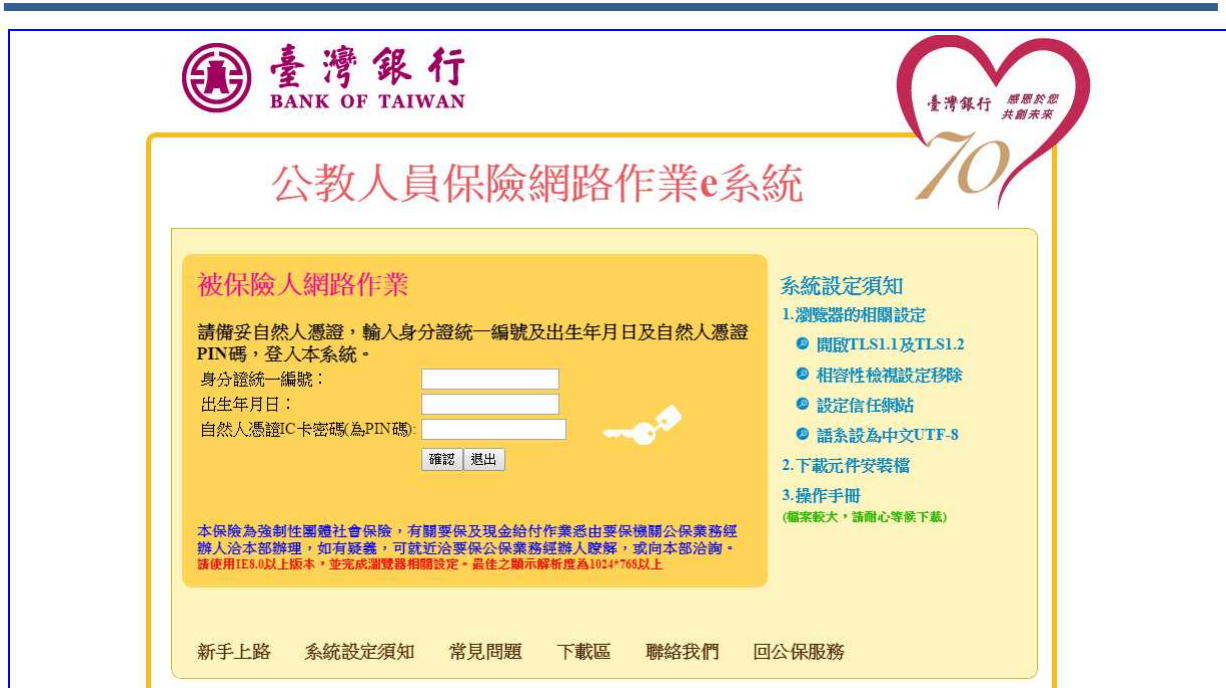 臺灣銀行
BANK OF TAIWAN
臺灣銀行 感恩於您
共創未來
70
公教人員保險網路作業e系統
被保險人網路作業
請備妥自然人憑證，輸入身分證統一編號及出生年月日及自然人憑證
PIN碼，登入本系統。
身分證統一編號：
出生年月日：
自然人憑證IC卡密碼(為PIN碼):
確認 退出
本保險為強制性團體社會保險，有關要保及現金給付作業悉由要保機關公保業務經
辦人洽本部辦理，如有疑義，可就近洽要保公保業務經辦人瞭解，或向本部洽詢。
請使用IE8.0以上版本，並完成瀏覽器相關設定。最佳之顯示解析度為1024*768以上
系統設定須知
1.瀏覽器的相關設定
開啟TLS1.1及TLS1.2
相容性檢視設定移除
設定信任網站
語系設為中文UTF-8
2.下載元件安裝檔
3.操作手冊
(檔案較大，請耐心等候下載)
新手上路 系統設定須知 常見問題 下載區 聯絡我們 回公保服務